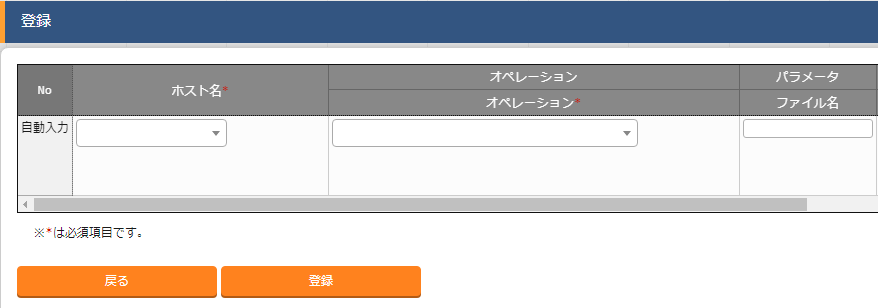 登録
No
ホスト名*
オペレーション
オペレーション*
パラメータ
ファイル名
自動入力
※*は必須項目です。
戻る
登録